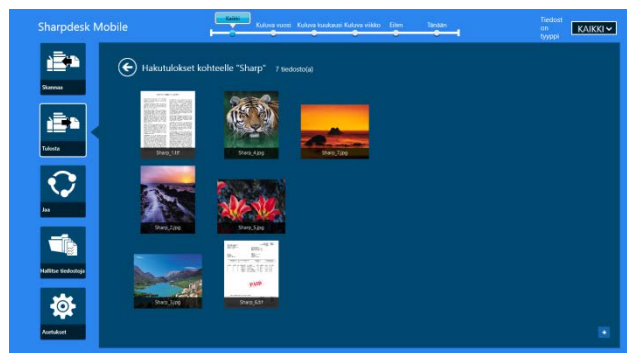 Sharpdesk Mobile
Kaikki
Kuluva vuosi
Kuluva kuukausi
Kuluva viikko
Eilen
Tänään
Tiedost
on
tyyppi
KAIKKI
Skannaa
Tulosta
Jaa
Hallitse tiedostoja
Asetukset
Hakutulokset kohteelle "Sharp" 7 tiedosto(a)
Sharp_1.tif
Sharp_4.jpg
Sharp_7.jpg
Sharp_2.jpg
Sharp_5.jpg
Sharp_3.jpg
Sharp_6.tif